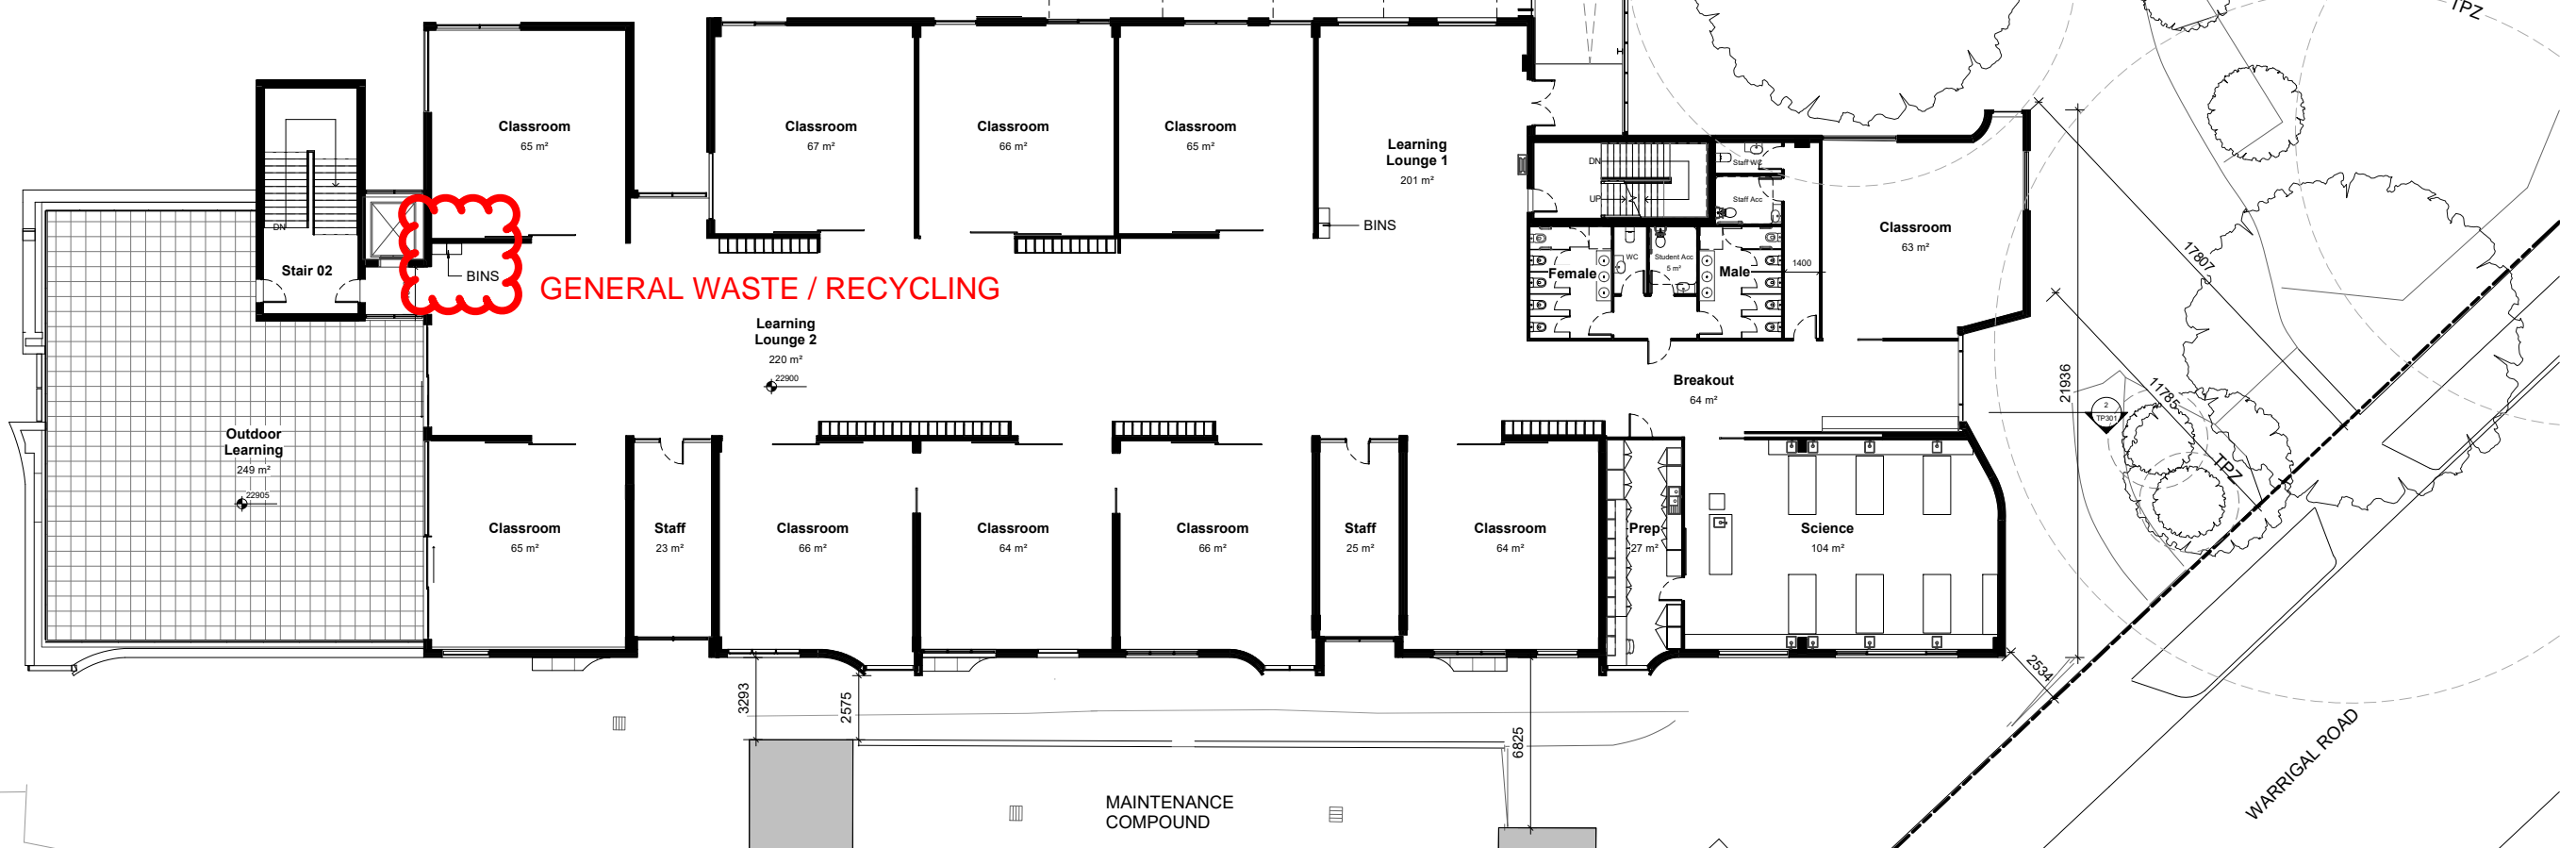 TPZ
Classroom
65 m²
Classroom
67 m²
Classroom
66 m²
Classroom
65 m²
Learning
Lounge 1
201 m²
BINS
DN
UP
Staff WC
Staff Acc
Classroom
63 m²
17807
DN
Stair 02
BINS
GENERAL WASTE / RECYCLING
Female
WC
Student Acc
5 m²
Male
1400
Learning
Lounge 2
220 m²
22900
Breakout
64 m²
21936
11785
2
TP301
TPZ
Outdoor
Learning
249 m²
22905
Classroom
65 m²
Staff
23 m²
Classroom
66 m²
Classroom
64 m²
Classroom
66 m²
Staff
25 m²
Classroom
64 m²
Prep
27 m²
Science
104 m²
3293
2575
6825
2534
MAINTENANCE
COMPOUND
WARRIGAL ROAD